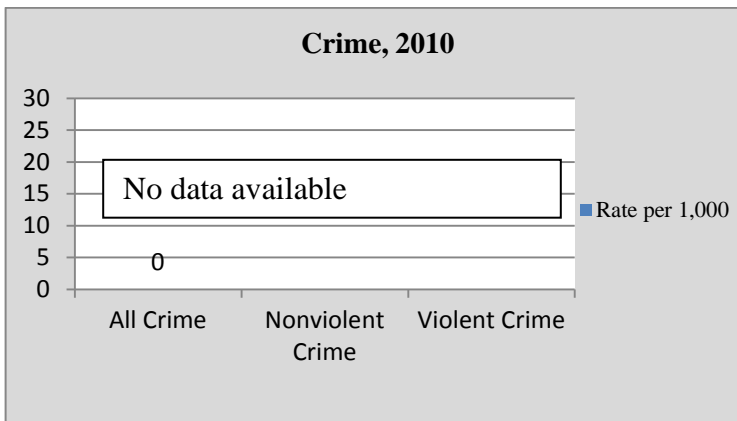 Crime, 2010
30
25
20
15
10
5
0
No data available
0
All Crime
Nonviolent
Crime
Violent Crime
Rate per 1,000